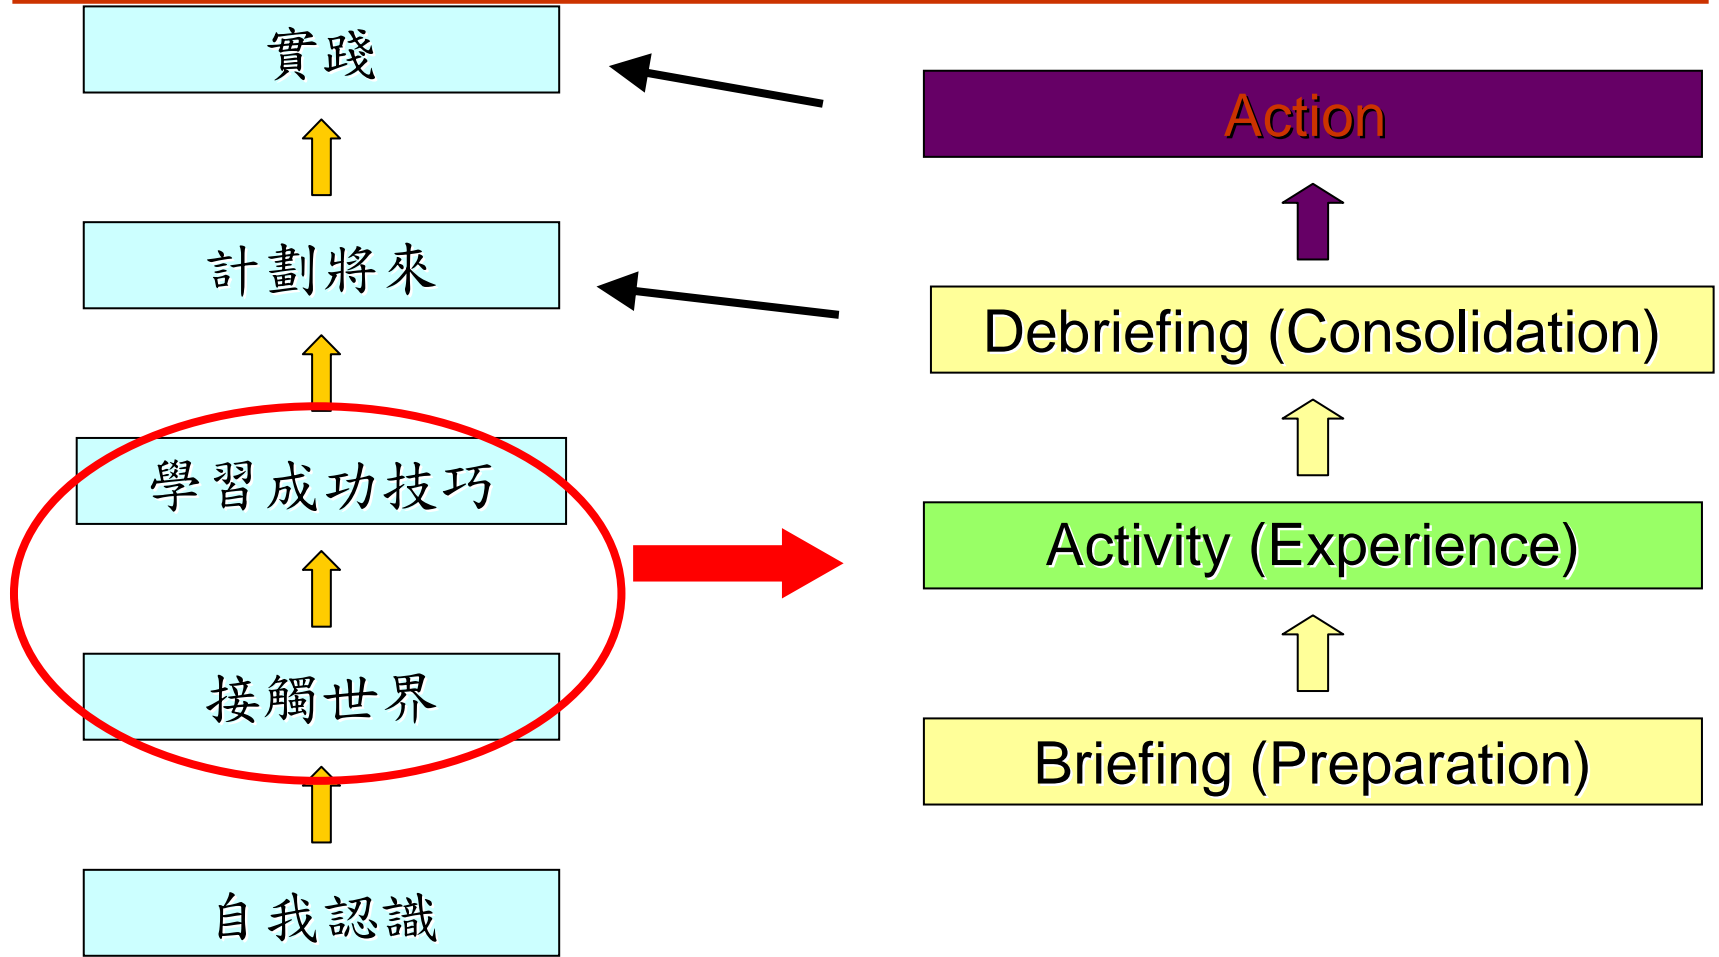 實踐
計劃將來
學習成功技巧
接觸世界
自我認識
Action
Debriefing (Consolidation)
Activity (Experience)
Briefing (Preparation)